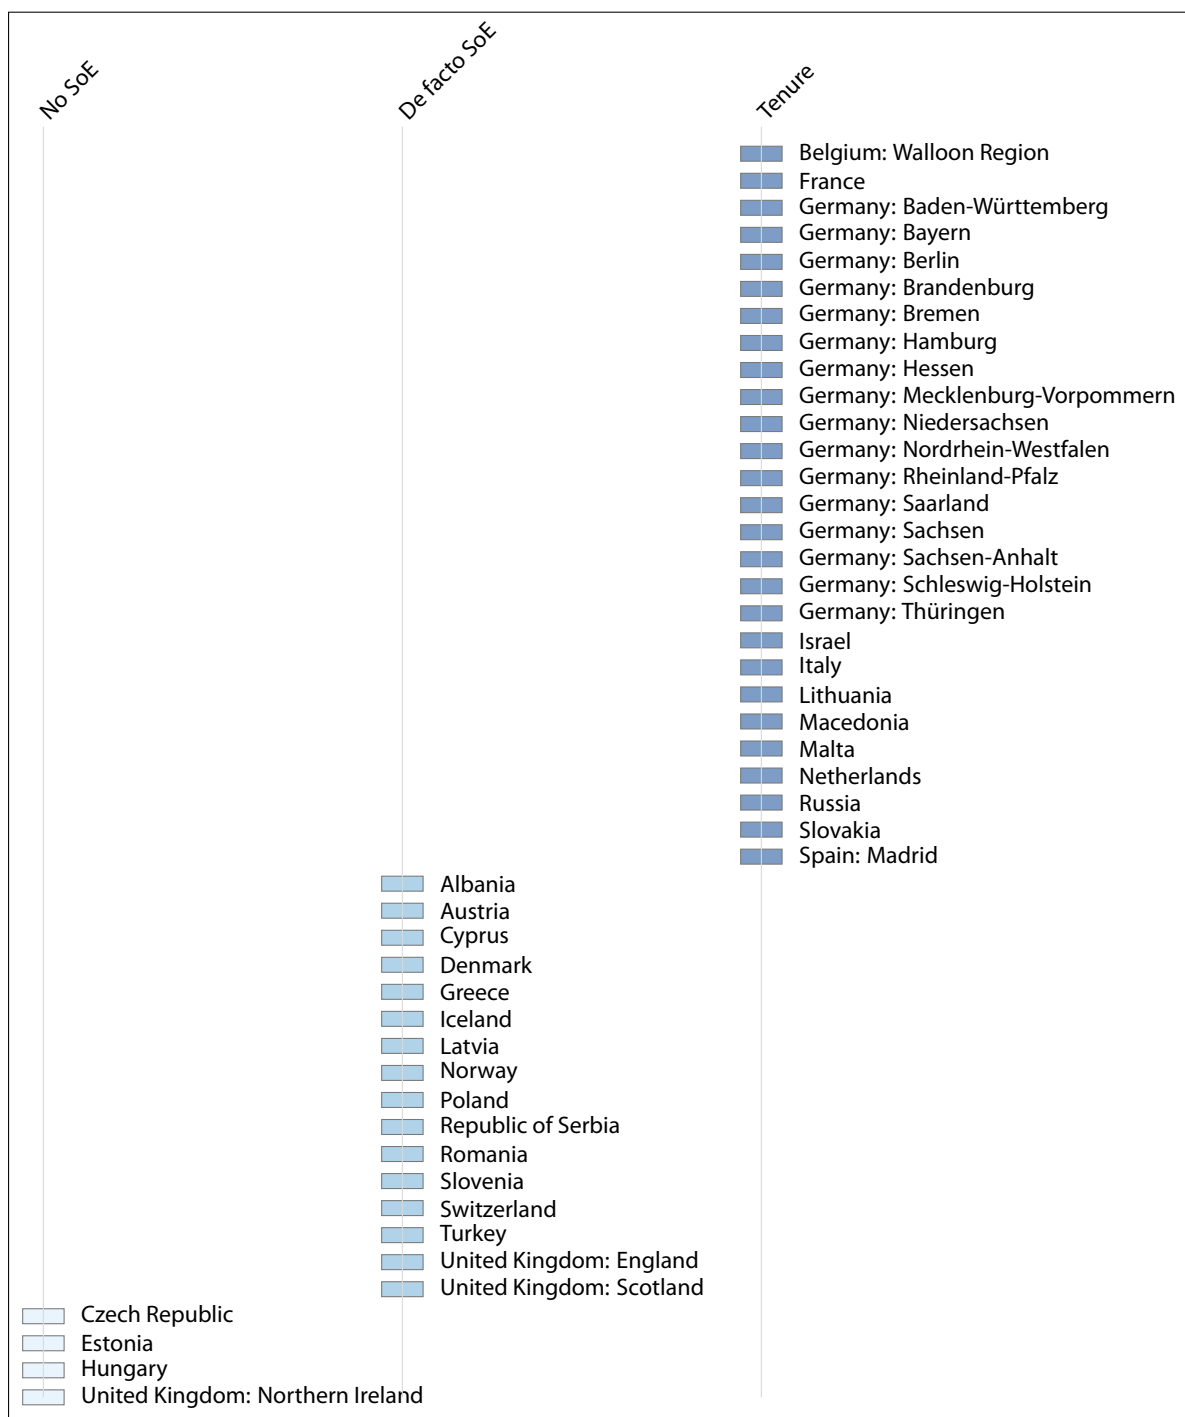 No SoE
De facto SoE
Tenure
Belgium: Walloon Region
France
Germany: Baden-Württemberg
Germany: Bayern
Germany: Berlin
Germany: Brandenburg
Germany: Bremen
Germany: Hamburg
Germany: Hessen
Germany: Mecklenburg-Vorpommern
Germany: Niedersachsen
Germany: Nordrhein-Westfalen
Germany: Rheinland-Pfalz
Germany: Saarland
Germany: Sachsen
Germany: Sachsen-Anhalt
Germany: Schleswig-Holstein
Germany: Thüringen
Israel
Italy
Lithuania
Macedonia
Malta
Netherlands
Russia
Slovakia
Spain: Madrid
Albania
Austria
Cyprus
Denmark
Greece
Iceland
Latvia
Norway
Poland
Republic of Serbia
Romania
Slovenia
Switzerland
Turkey
United Kingdom: England
United Kingdom: Scotland
Czech Republic
Estonia
Hungary
United Kingdom: Northern Ireland